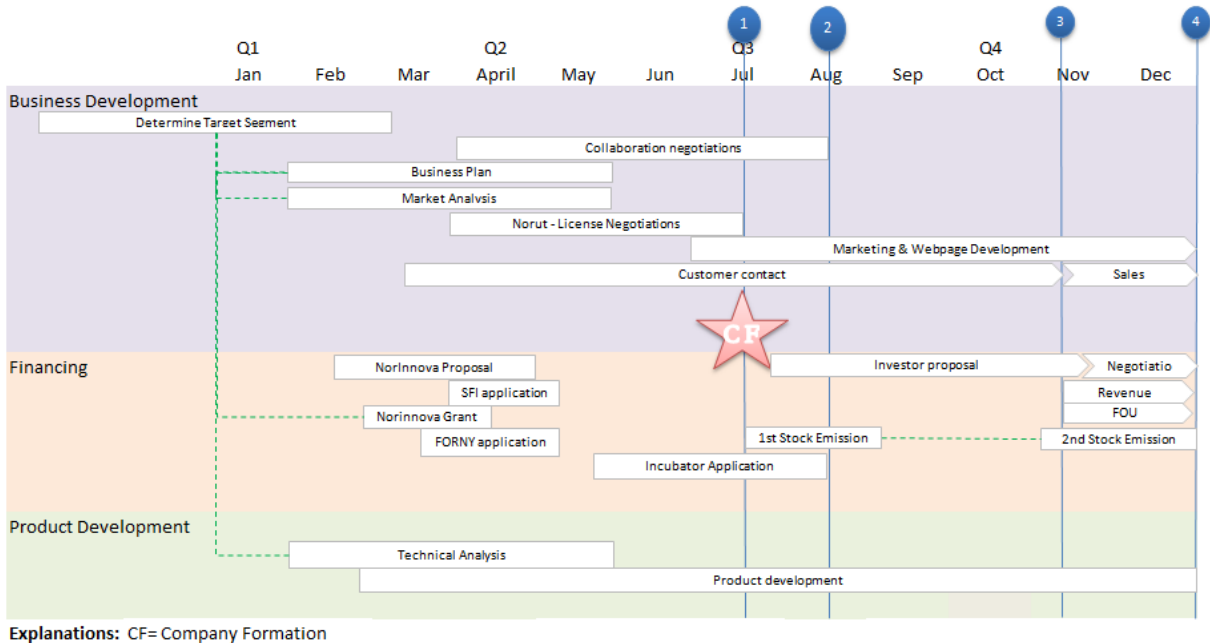 1 2 3 4
Q1 Q2 Q3 Q4
Jan Feb Mar April May Jun Jul Aug Sep Oct Nov Dec
Business Development
Determine Target Segment
Collaboration negotiations
Business Plan
Market Analysis
Norut - License Negotiations
Marketing & Webpage Development
Customer contact Sales
CF
Financing NorInnova Proposal Investor proposal Negotiatio
SFI application Revenue
Norinnova Grant FOU
FORNY application 1st Stock Emission 2nd Stock Emission
Incubator Application
Product Development
Technical Analysis
Product development
Explanations: CF= Company Formation